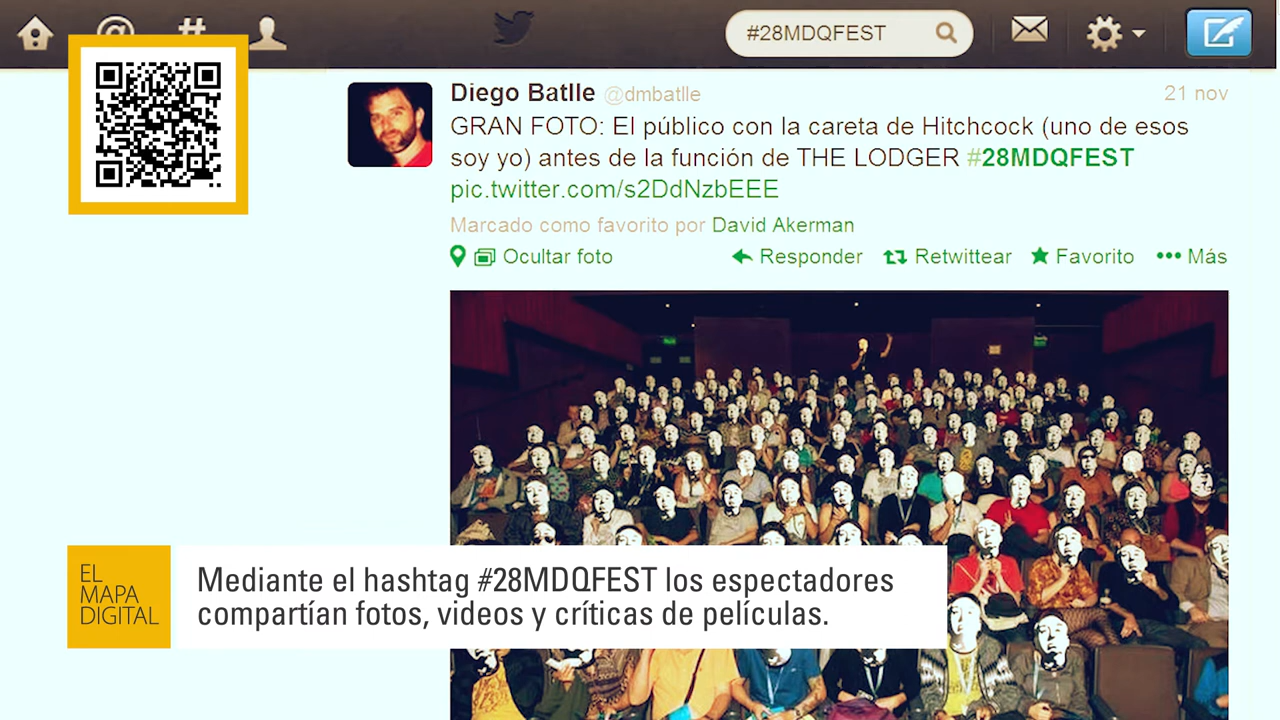 @ #
#28MDQFEST
Diego Batlle @dmbatlle
21 nov
GRAN FOTO: El público con la careta de Hitchcock (uno de esos
soy yo) antes de la función de THE LODGER #28MDQFEST
pic.twitter.com/s2DdNzbEEE
Marcado como favorito por David Akerman
Ocultar foto
Responder
Retwittear
Favorito
Más
EL
MAPA
DIGITAL
Mediante el hashtag #28MDQFEST los espectadores
compartían fotos, videos y críticas de películas.